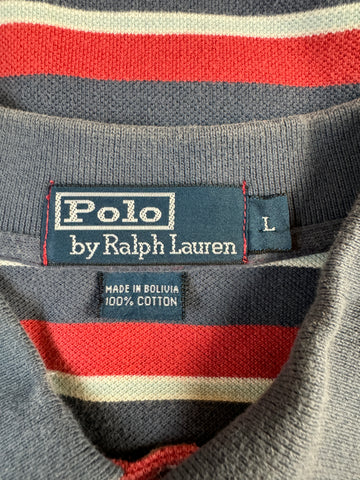 Polo
by Ralph Lauren
L
MADE IN BOLIVIA
100% COTTON